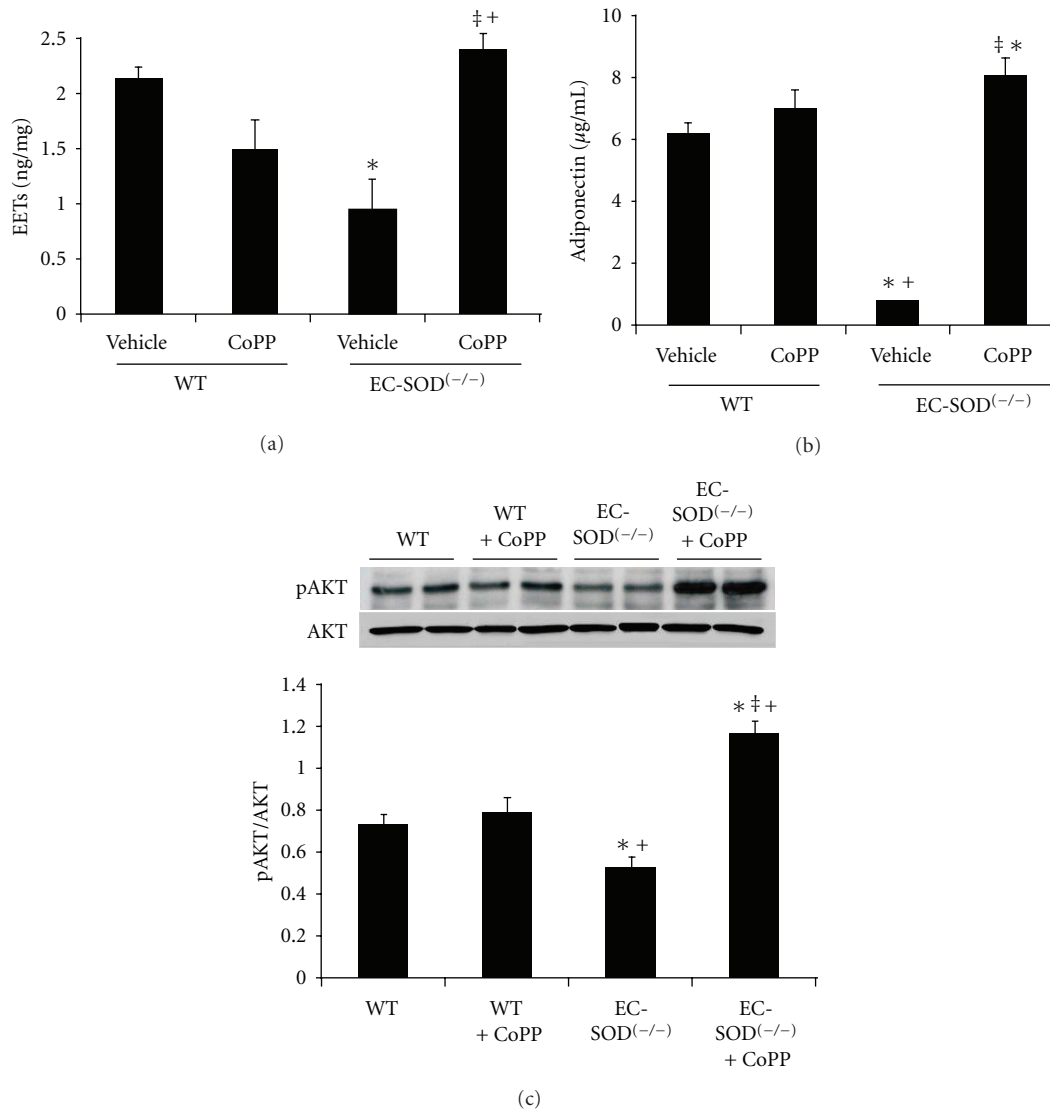 2.5
2
1.5
1
0.5
0
EETs (ng/mg)
*
‡ +
Vehicle CoPP Vehicle CoPP
WT EC-SOD(−/−)
(a)
10
8
6
4
2
0
Adiponectin (µg/mL)
* +
‡ *
Vehicle CoPP Vehicle CoPP
WT EC-SOD(−/−)
(b)
WT
WT
+ CoPP
EC-
SOD(−/−)
EC-
SOD(−/−)
+ CoPP
pAKT
AKT
1.4
1.2
1
0.8
0.6
0.4
0.2
0
pAKT/AKT
* +
* ‡ +
WT
WT
+ CoPP
EC-
SOD(−/−)
EC-
SOD(−/−)
+ CoPP
(c)